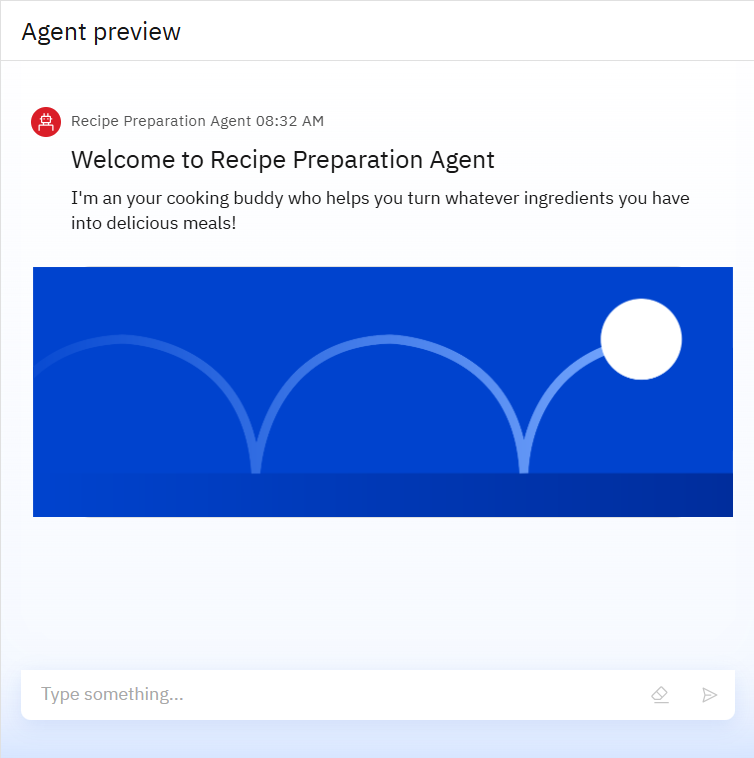 Agent preview
Recipe Preparation Agent 08:32 AM
Welcome to Recipe Preparation Agent
I'm an your cooking buddy who helps you turn whatever ingredients you have
into delicious meals!
Type something...